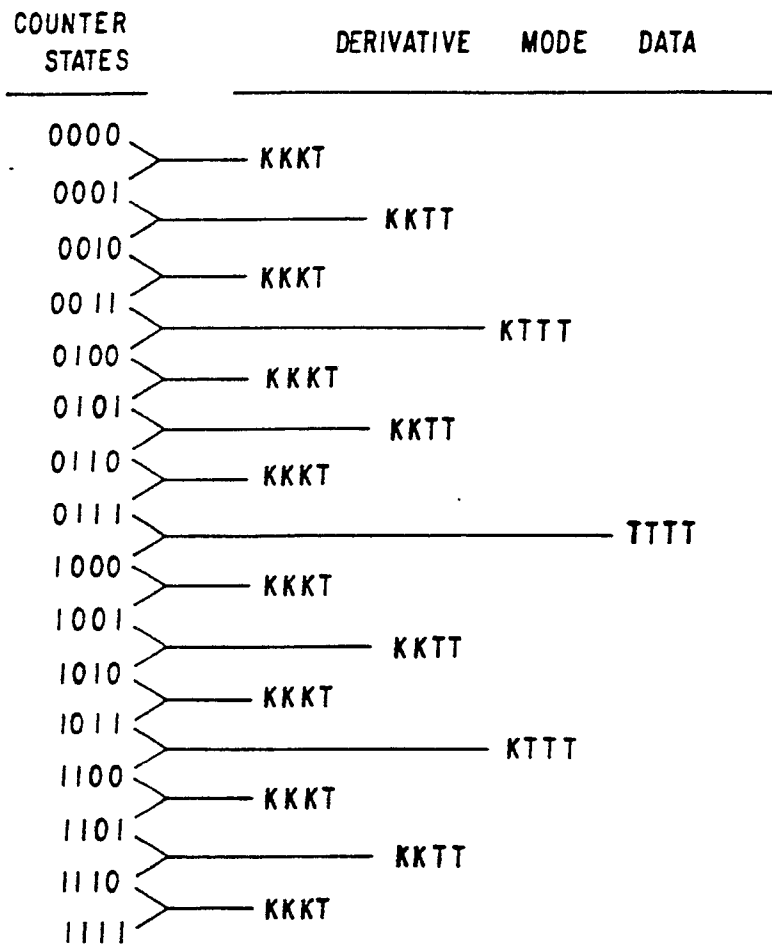 COUNTER STATES
DERIVATIVE MODE DATA
0000
KKKT
0001
KKTT
0010
KKKT
0011
KTTT
0100
KKKT
0101
KKTT
0110
KKKT
0111
TTTT
1000
KKKT
1001
KKTT
1010
KKKT
1011
KTTT
1100
KKKT
1101
KKTT
1110
KKKT
1111